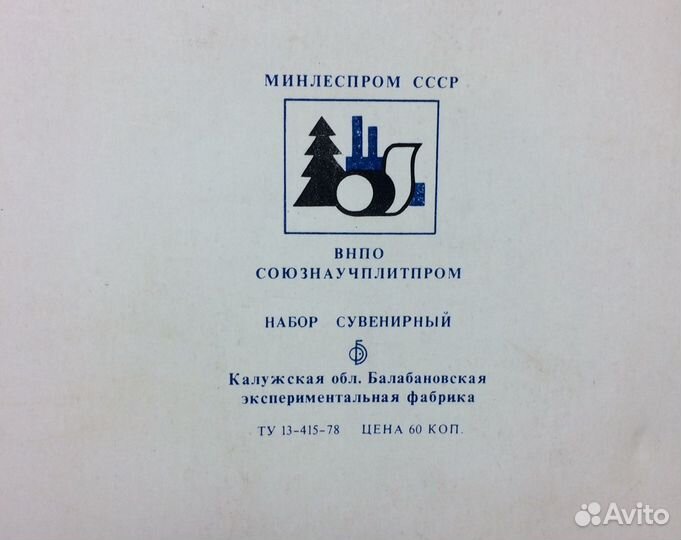 МИНЛЕСПРОМ СССР
ВНПО
СОЮЗНАУЧПЛИТПРОМ
НАБОР СУВЕНИРНЫЙ
Калужская обл. Балабановская
экспериментальная фабрика
ТУ 13-415-78 ЦЕНА 60 КОП.
Avito